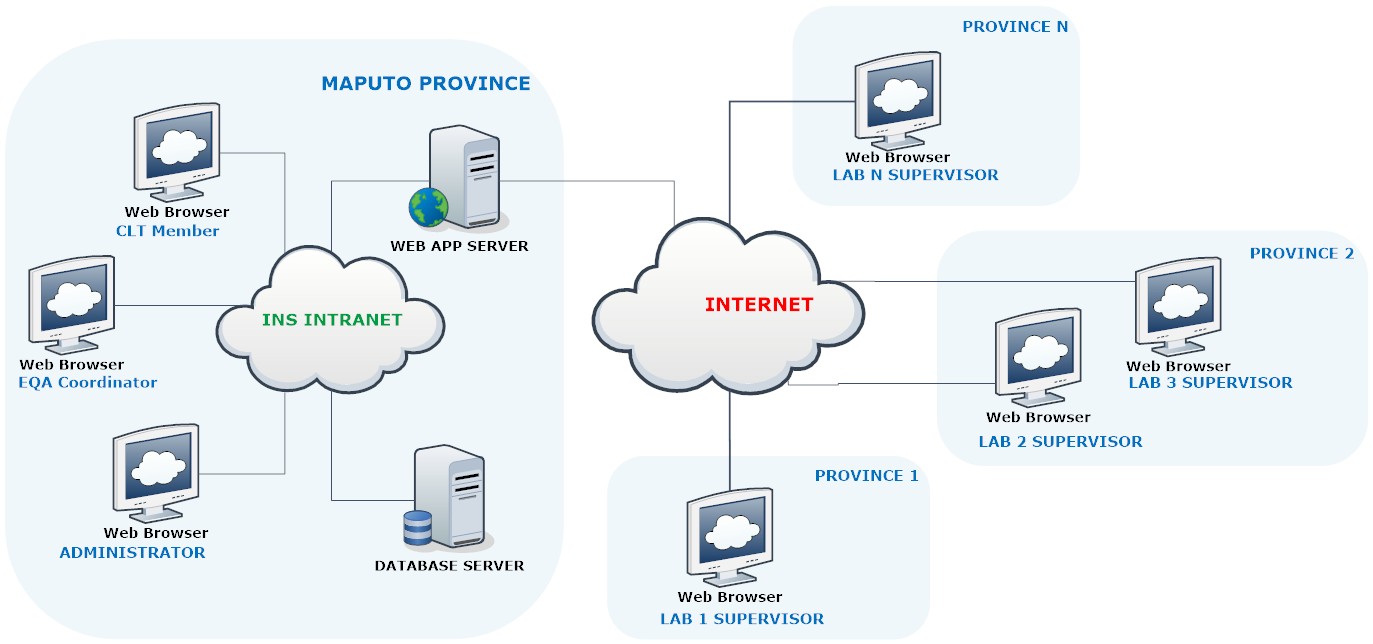 MAPUTO PROVINCE
Web Browser
CLT Member
WEB APP SERVER
INS INTRANET
Web Browser
EQA Coordinator
Web Browser
ADMINISTRATOR
DATABASE SERVER
INTERNET
PROVINCE N
Web Browser
LAB N SUPERVISOR
PROVINCE 2
Web Browser
LAB 3 SUPERVISOR
Web Browser
LAB 2 SUPERVISOR
PROVINCE 1
Web Browser
LAB 1 SUPERVISOR